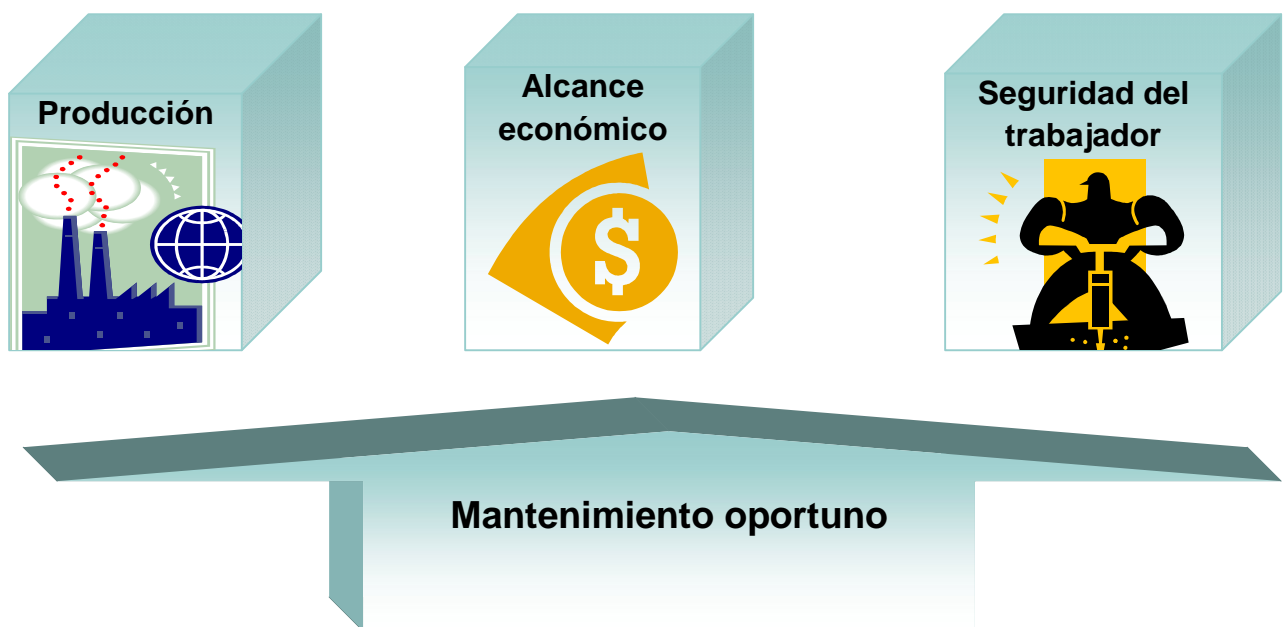 Producción
Alcance
económico
$
Seguridad del
trabajador
Mantenimiento oportuno